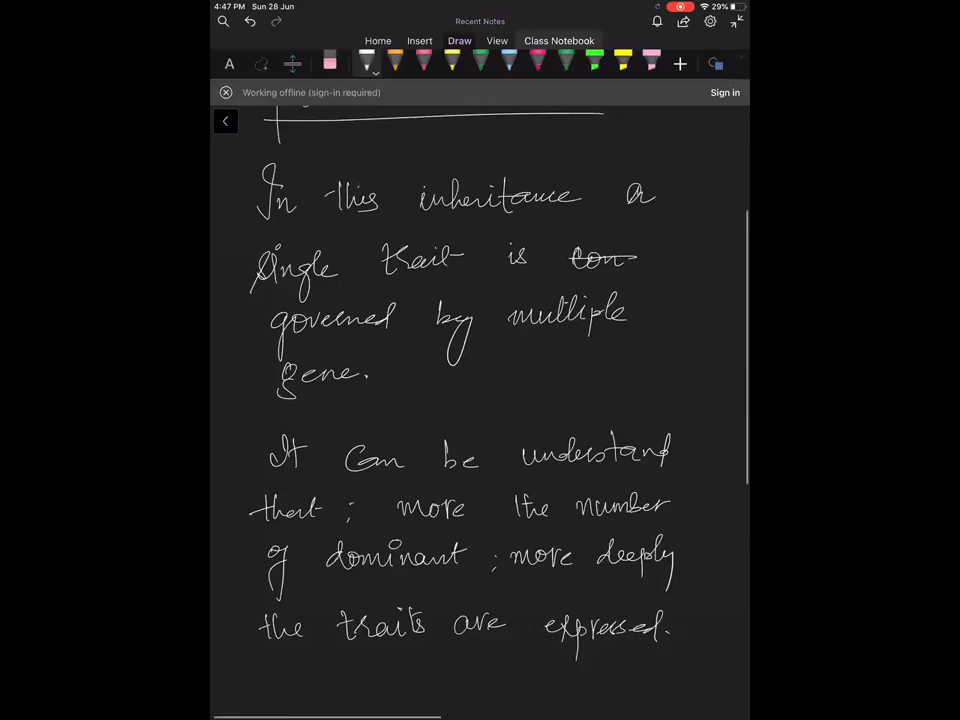 4:47 PM Sun 28 Jun 29%
Recent Notes
Home Insert Draw View Class Notebook
A
Working offline (sign-in required) Sign in
In this inheritance a
single trait is con
governed by multiple
gene.
It can be understand
that ; more the number
of dominant ; more deeply
the traits are expressed.